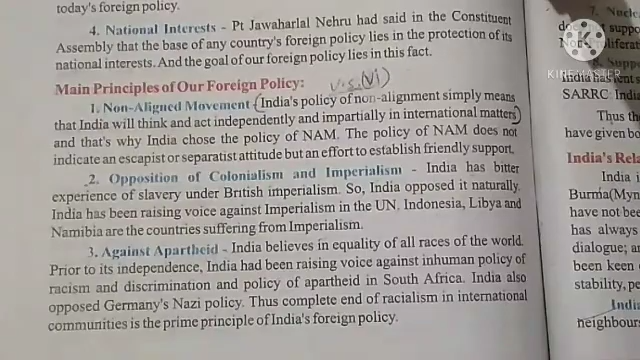 today's foreign policy.
4. National Interests - Pt Jawaharlal Nehru had said in the Constituent
Assembly that the base of any country's foreign policy lies in the protection of its
national interests. And the goal of our foreign policy lies in this fact.
Main Principles of Our Foreign Policy:
1. Non-Aligned Movement - (India's policy of non-alignment simply means
that India will think and act independently and impartially in international matters)
and that's why India chose the policy of NAM. The policy of NAM does not
indicate an escapist or separatist attitude but an effort to establish friendly support.
2. Opposition of Colonialism and Imperialism - India has bitter
experience of slavery under British imperialism. So, India opposed it naturally.
India has been raising voice against Imperialism in the UN. Indonesia, Libya and
Namibia are the countries suffering from Imperialism.
3. Against Apartheid - India believes in equality of all races of the world.
Prior to its independence, India had been raising voice against inhuman policy of
racism and discrimination and policy of apartheid in South Africa. India also
opposed Germany's Nazi policy. Thus complete end of racialism in international
communities is the prime principle of India's foreign policy.
Made with
KINEMASTER
7.
8. Suppo
India has lent s
SARRC. India
Thus th
have given bo
India's Rela
India i
Burma(Myn
have not bee
has always
dialogue; an
been keen
stability, pe
India
neighbour